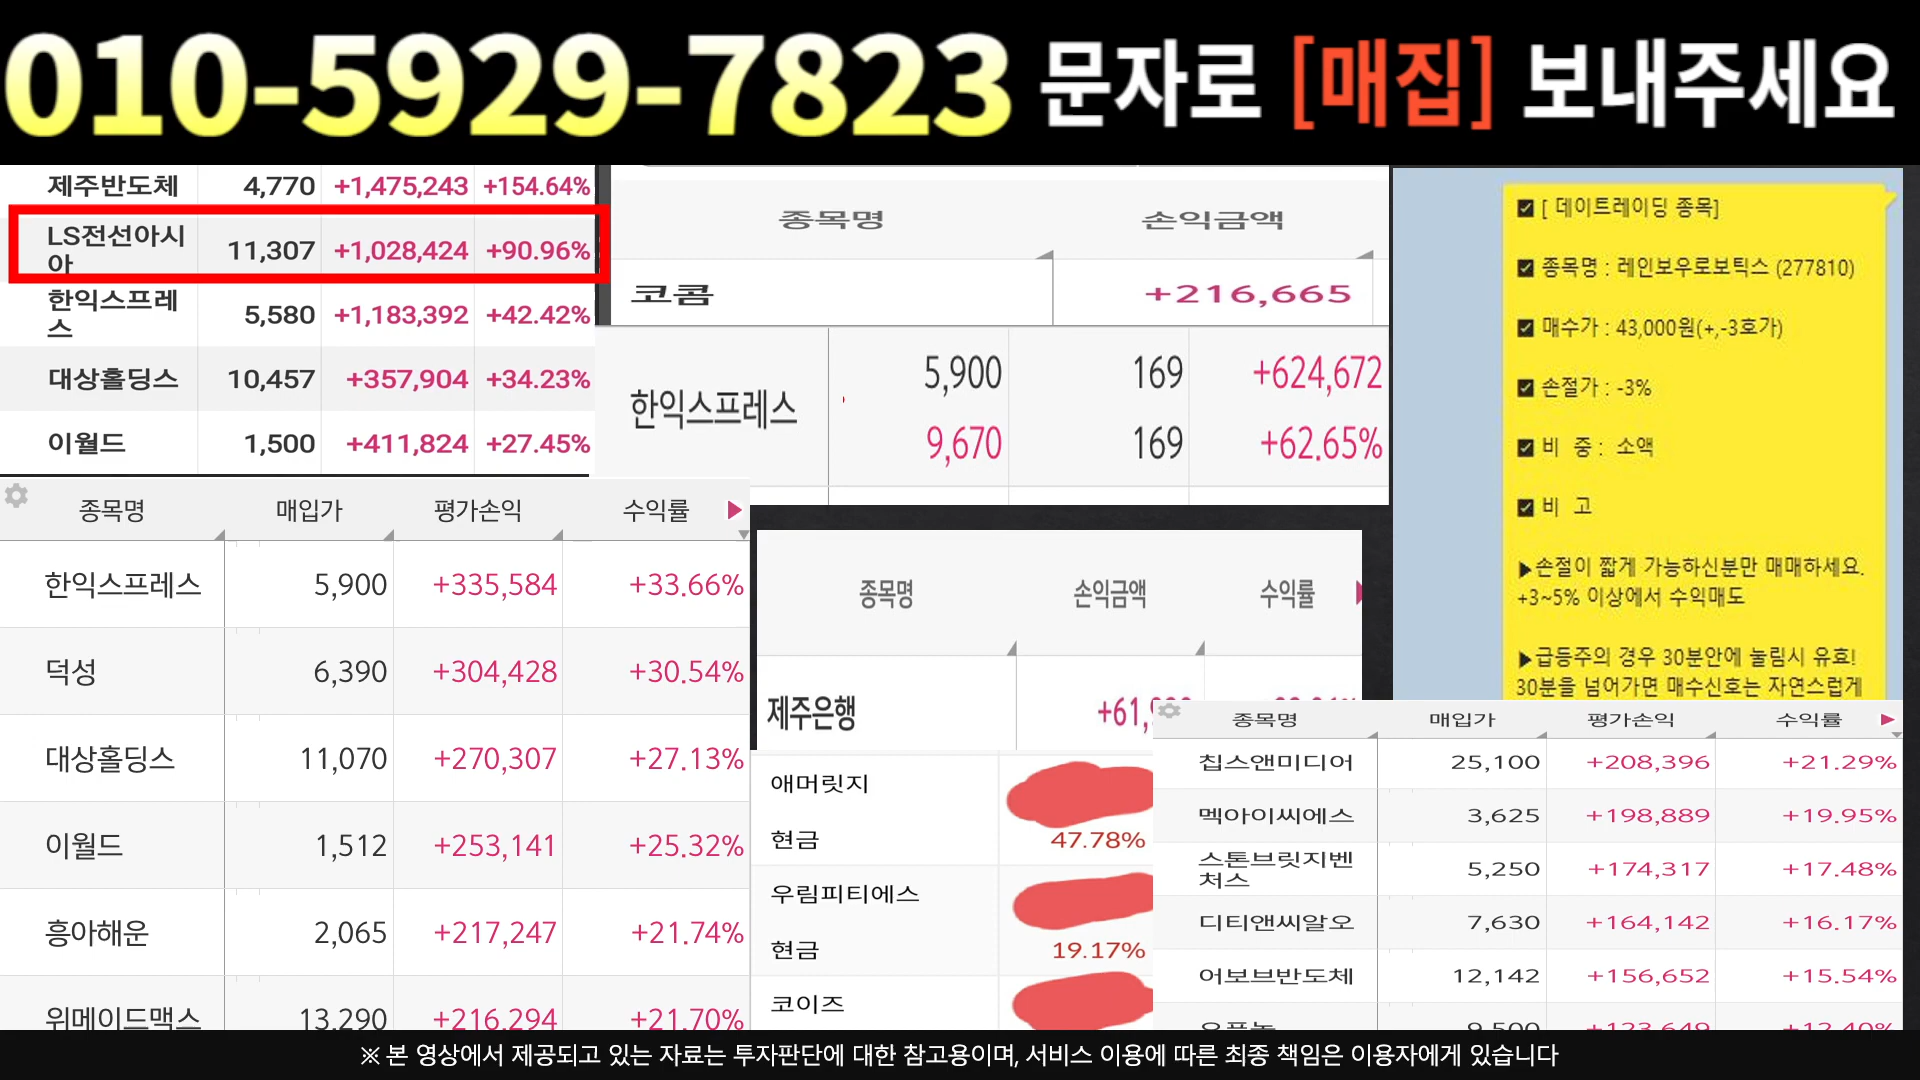 010-5929-7823 문자로 [매집] 보내주세요
제주반도체 4,770 +1,475,243 +154.64%
LS전선아시
아 11,307 +1,028,424 +90.96%
한익스프레
스 5,580 +1,183,392 +42.42%
대상홀딩스 10,457 +357,904 +34.23%
이월드 1,500 +411,824 +27.45%
종목명 손익금액
코콤 +216,665
한익스프레스 5,900 169 +624,672
9,670 169 +62.65%
☑ [ 데이트레이딩 종목]
☑ 종목명 : 레인보우로보틱스 (277810)
☑ 매수가 : 43,000원(+,-3호가)
☑ 손절가 : -3%
☑ 비 중 : 소액
☑ 비 고
▶손절이 짧게 가능하신분만 매매하세요.
+3~5% 이상에서 수익매도
▶급등주의 경우 30분안에 눌림시 유효!
30분을 넘어가면 매수신호는 자연스럽게
종목명 매입가 평가손익 수익률
한익스프레스 5,900 +335,584 +33.66%
덕성 6,390 +304,428 +30.54%
대상홀딩스 11,070 +270,307 +27.13%
이월드 1,512 +253,141 +25.32%
흥아해운 2,065 +217,247 +21.74%
위메이드맥스 13,290 +216,294 +21.70%
종목명 손익금액 수익률
제주은행 +61,
애머릿지
현금 47.78%
우림피티에스
현금 19.17%
코이즈
종목명 매입가 평가손익 수익률
칩스앤미디어 25,100 +208,396 +21.29%
멕아이씨에스 3,625 +198,889 +19.95%
스톤브릿지벤
처스 5,250 +174,317 +17.48%
디티앤씨알오 7,630 +164,142 +16.17%
어보브반도체 12,142 +156,652 +15.54%
9,500 +123,649 +12.40%
※ 본 영상에서 제공되고 있는 자료는 투자판단에 대한 참고용이며, 서비스 이용에 따른 최종 책임은 이용자에게 있습니다